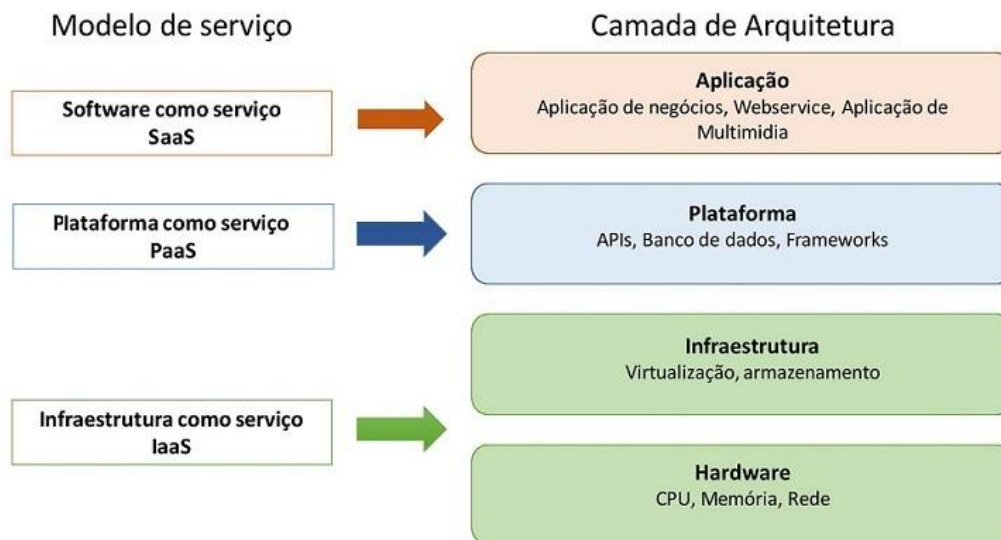 Modelo de serviço
Camada de Arquitetura
Software como serviço
SaaS
Aplicação
Aplicação de negócios, Webservice, Aplicação de
Multimidia
Plataforma como serviço
PaaS
Plataforma
APIs, Banco de dados, Frameworks
Infraestrutura como serviço
IaaS
Infraestrutura
Virtualização, armazenamento
Hardware
CPU, Memória, Rede